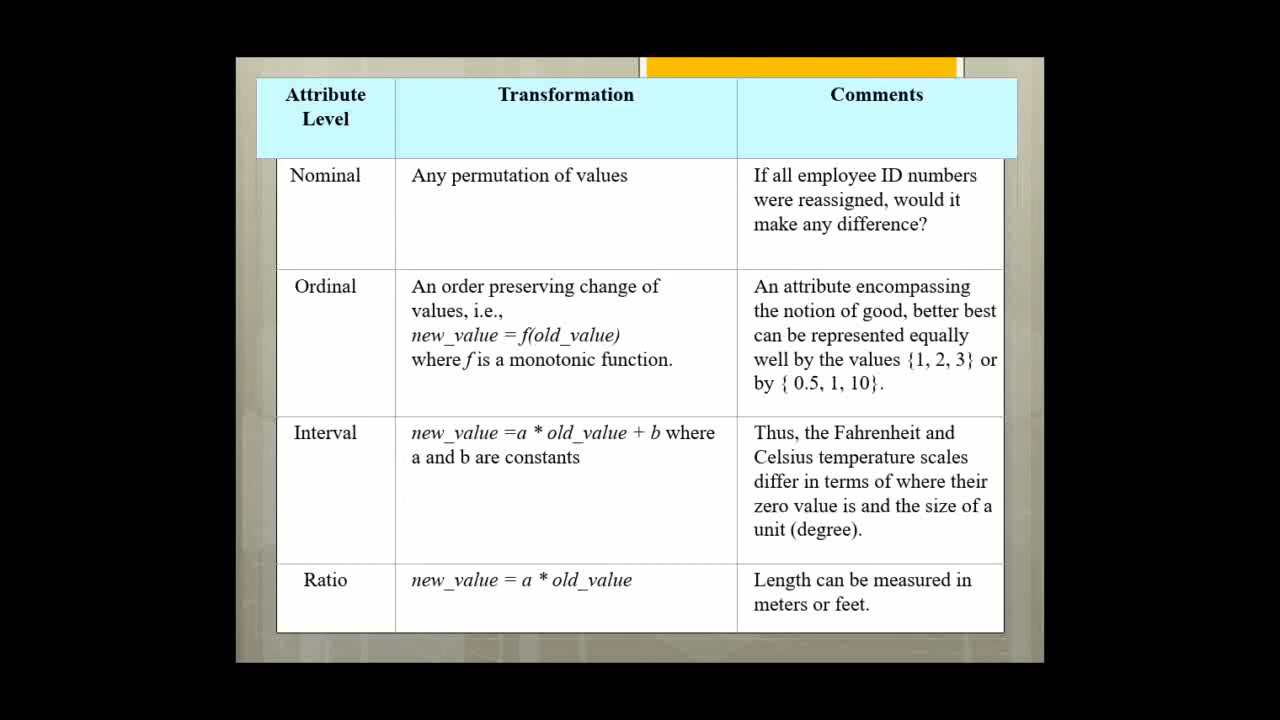 Attribute
Level
Transformation
Comments
Nominal
Any permutation of values
If all employee ID numbers
were reassigned, would it
make any difference?
Ordinal
An order preserving change of
values, i.e.,
new_value = f(old_value)
where f is a monotonic function.
An attribute encompassing
the notion of good, better best
can be represented equally
well by the values {1, 2, 3} or
by { 0.5, 1, 10}.
Interval
new_value =a * old_value + b where
a and b are constants
Thus, the Fahrenheit and
Celsius temperature scales
differ in terms of where their
zero value is and the size of a
unit (degree).
Ratio
new_value = a * old_value
Length can be measured in
meters or feet.